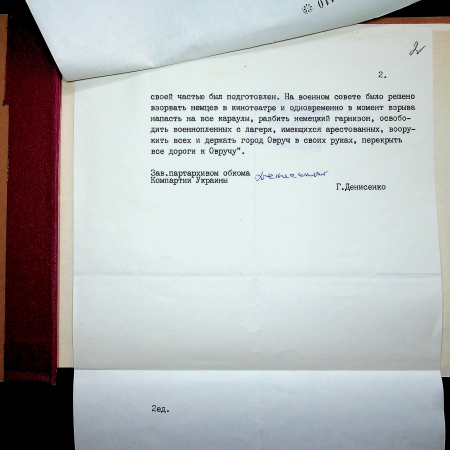 2
2.
своей частью был подготовлен. На военном совете было решено
взорвать немцев в кинотеатре и одновременно в момент взрыва
напасть на все караулы, разбить немецкий гарнизон, освобо-
дить военнопленных с лагеря, имеющихся арестованных, воору-
жить всех и держать город Овруч в своих руках, перекрыть
все дороги к Овручу".
Зав.партархивом обкома
Компартии Украины
Г.Денисенко
2ед.